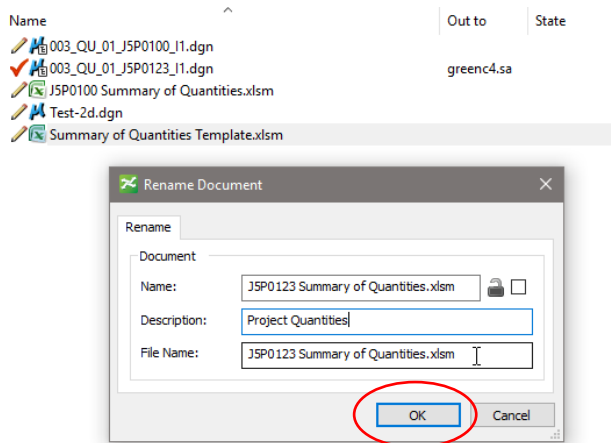 Name Out to State
003_QU_01_J5P0100_I1.dgn
003_QU_01_J5P0123_I1.dgn greenc4.sa
J5P0100 Summary of Quantities.xlsm
Test-2d.dgn
Summary of Quantities Template.xlsm
Rename Document
Rename
Document
Name: J5P0123 Summary of Quantities.xlsm
Description: Project Quantities
File Name: J5P0123 Summary of Quantities.xlsm
OK Cancel